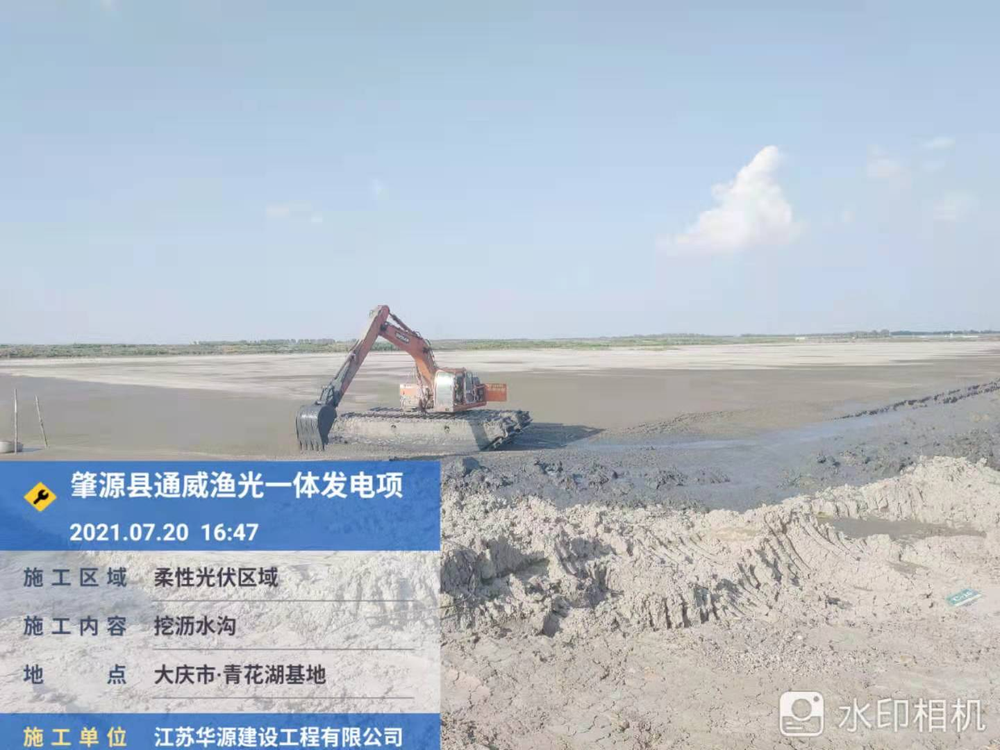 肇源县通威渔光一体发电项
2021.07.20 16:47
施工区域 柔性光伏区域
施工内容 挖沥水沟
地 点 大庆市·青花湖基地
施工单位 江苏华源建设工程有限公司
水印相机